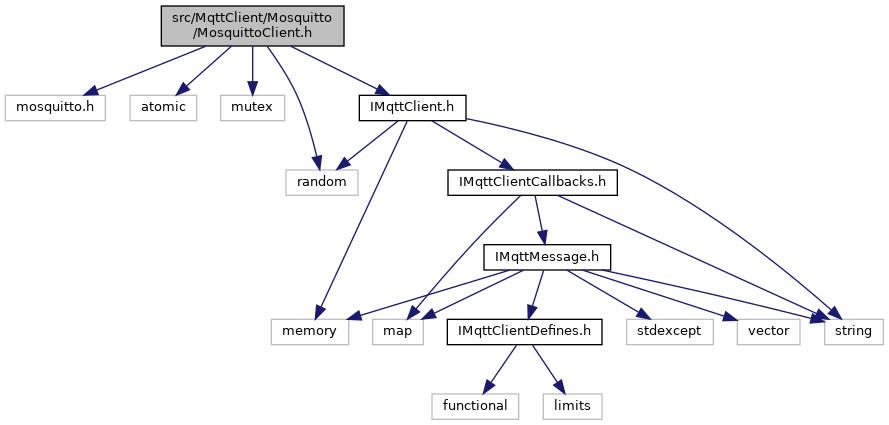 src/MqttClient/Mosquitto
/MosquittoClient.h
mosquitto.h
atomic
mutex
IMqttClient.h
random
IMqttClientCallbacks.h
IMqttMessage.h
memory
map
IMqttClientDefines.h
stdexcept
vector
string
functional
limits